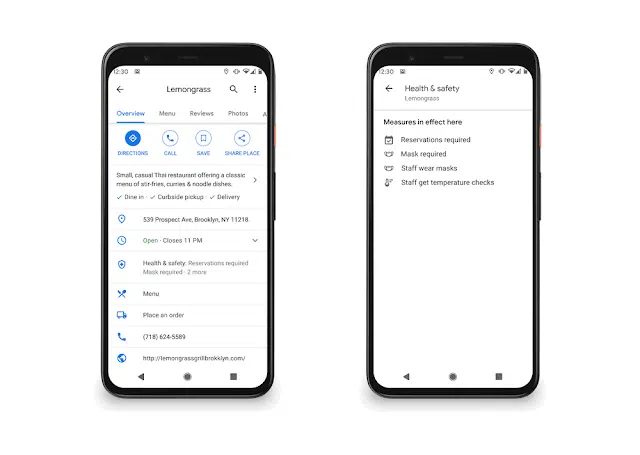 12:30
Lemongrass
Overview Menu Reviews Photos A
DIRECTIONS CALL SAVE SHARE PLACE
Small, casual Thai restaurant offering a classic
menu of stir-fries, curries & noodle dishes.
Dine in · Curbside pickup · Delivery
539 Prospect Ave, Brooklyn, NY 11218
Open · Closes 11 PM
Health & safety: Reservations required
Mask required · 2 more
Menu
Place an order
(718) 624-5589
http://lemongrassgrillbrokklyn.com/
12:30
Health & safety
Lemongrass
Measures in effect here
Reservations required
Mask required
Staff wear masks
Staff get temperature checks